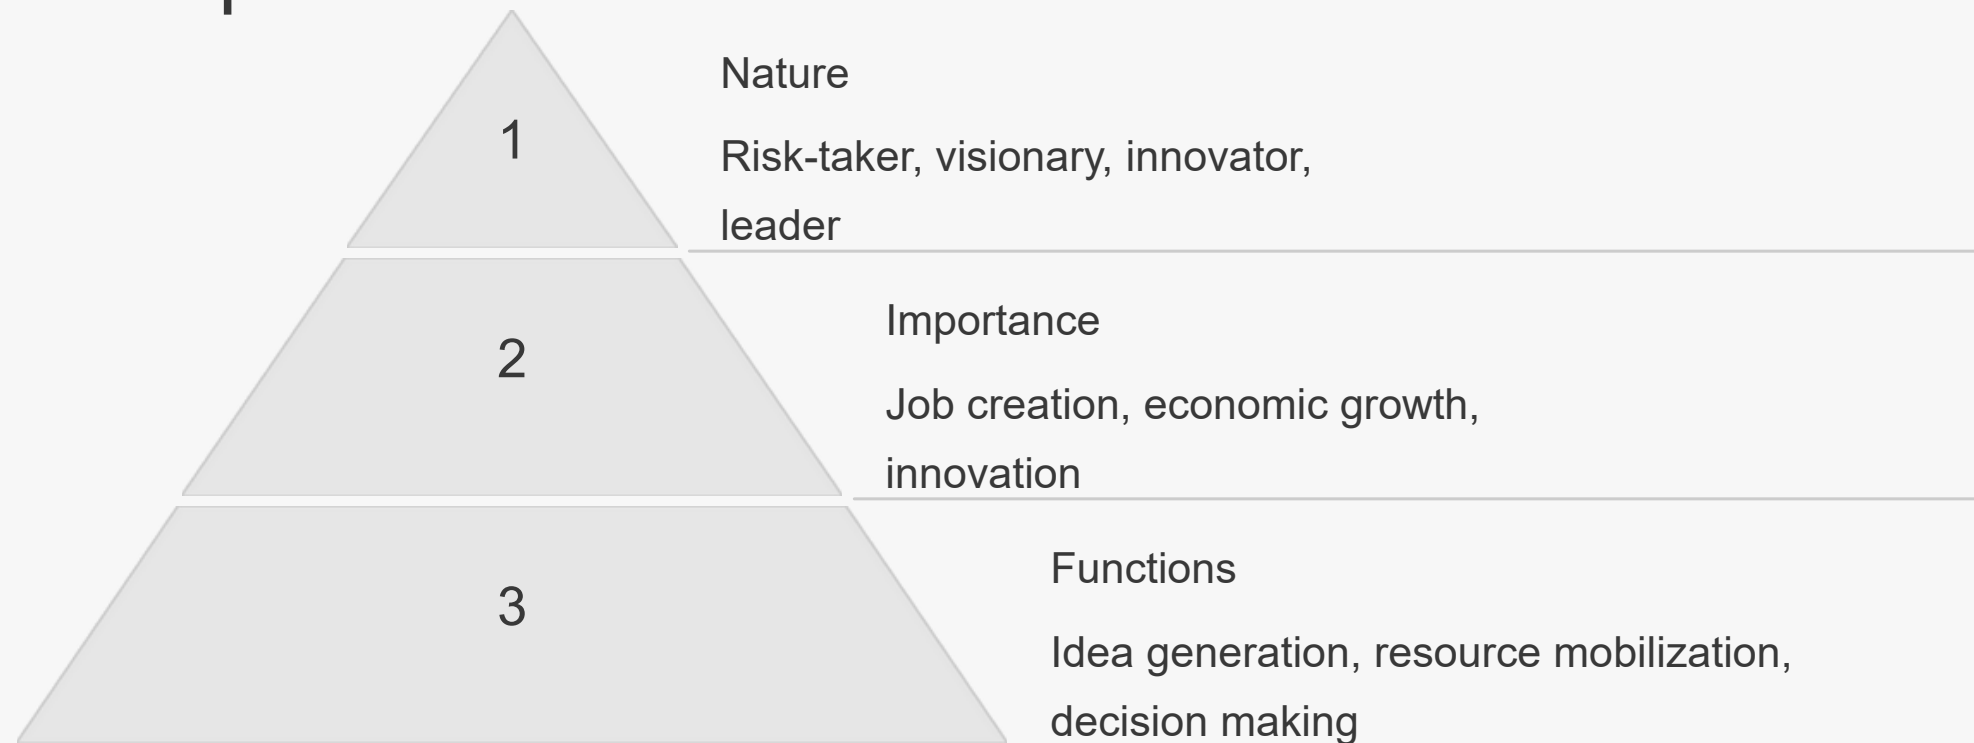 1
Nature
Risk-taker, visionary, innovator,
leader
2
Importance
Job creation, economic growth,
innovation
3
Functions
Idea generation, resource mobilization,
decision making